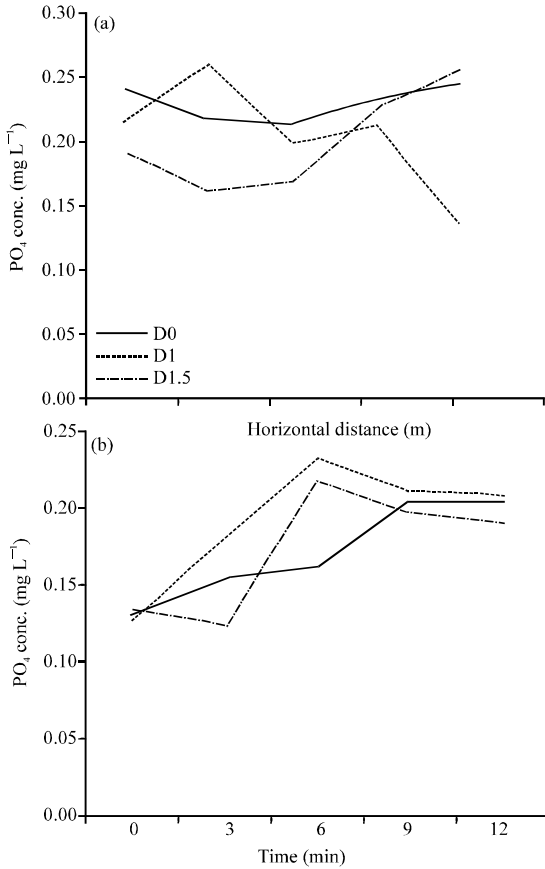 (a)
0.30
0.25
0.20
0.15
0.10
0.05
0.00
PO₄ conc. (mg L⁻¹)
D0
D1
D1.5
Horizontal distance (m)
(b)
0.25
0.20
0.15
0.10
0.05
0.00
PO₄ conc. (mg L⁻¹)
0 3 6 9 12
Time (min)